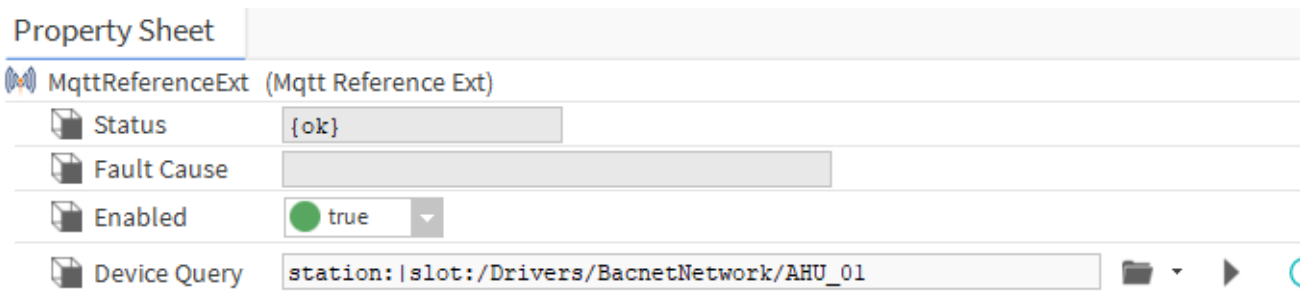 Property Sheet
MqttReferenceExt (Mqtt Reference Ext)
Status {ok}
Fault Cause
Enabled true
Device Query station:|slot:/Drivers/BacnetNetwork/AHU_01